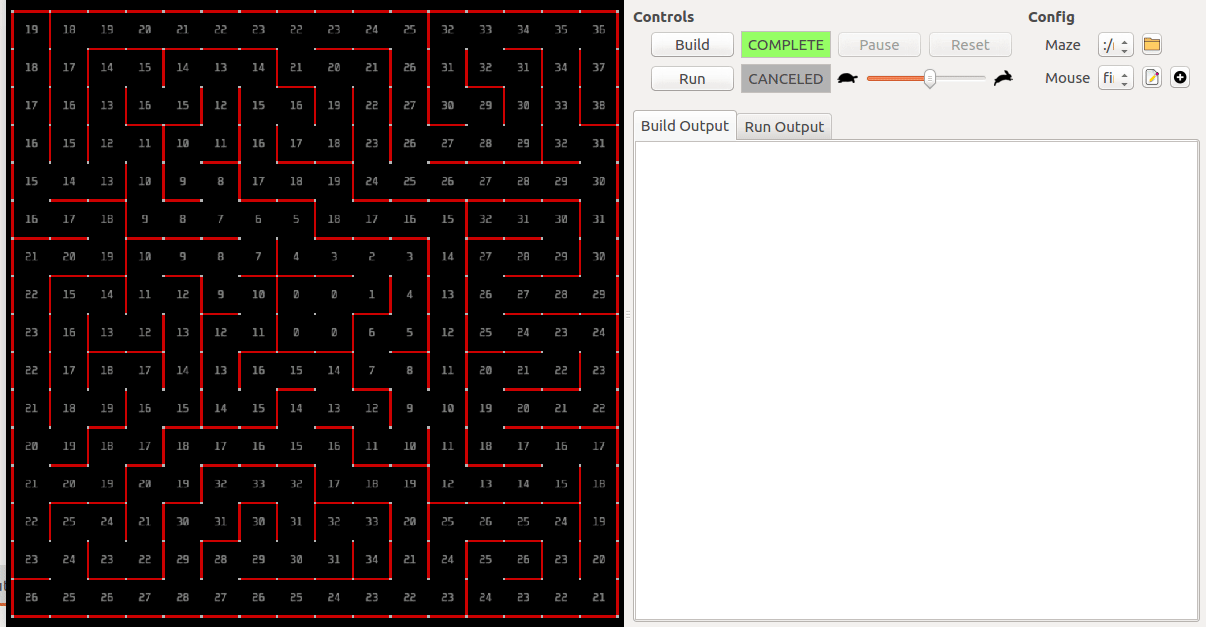 Controls
Config
Build COMPLETE Pause Reset
Maze :/r
Run CANCELED
Mouse fi
Build Output Run Output
19 18 19 20 21 22 23 22 23 24 25 32 33 34 35 36
18 17 14 15 14 13 14 21 20 21 26 31 32 31 34 37
17 16 13 16 15 12 15 16 19 22 27 30 29 30 33 38
16 15 12 11 10 11 16 17 18 23 26 27 28 29 32 31
15 14 13 10 9 8 17 18 19 24 25 26 27 28 29 30
16 17 18 9 8 7 6 5 18 17 16 15 32 31 30 31
21 20 19 10 9 8 7 4 3 2 3 14 27 28 29 30
22 15 14 11 12 9 10 0 0 1 4 13 26 27 28 29
23 16 13 12 13 12 11 0 0 6 5 12 25 24 23 24
22 17 18 17 14 13 16 15 14 7 8 11 20 21 22 23
21 18 19 16 15 14 15 14 13 12 9 10 19 20 21 22
20 19 18 17 18 17 16 15 16 11 10 11 18 17 16 17
21 20 19 20 19 32 33 32 17 18 19 12 13 14 15 18
22 25 24 21 30 31 30 31 32 33 20 25 26 25 24 19
23 24 23 22 29 28 29 30 31 34 21 24 25 26 23 20
26 25 26 27 28 27 26 25 24 23 22 23 24 23 22 21